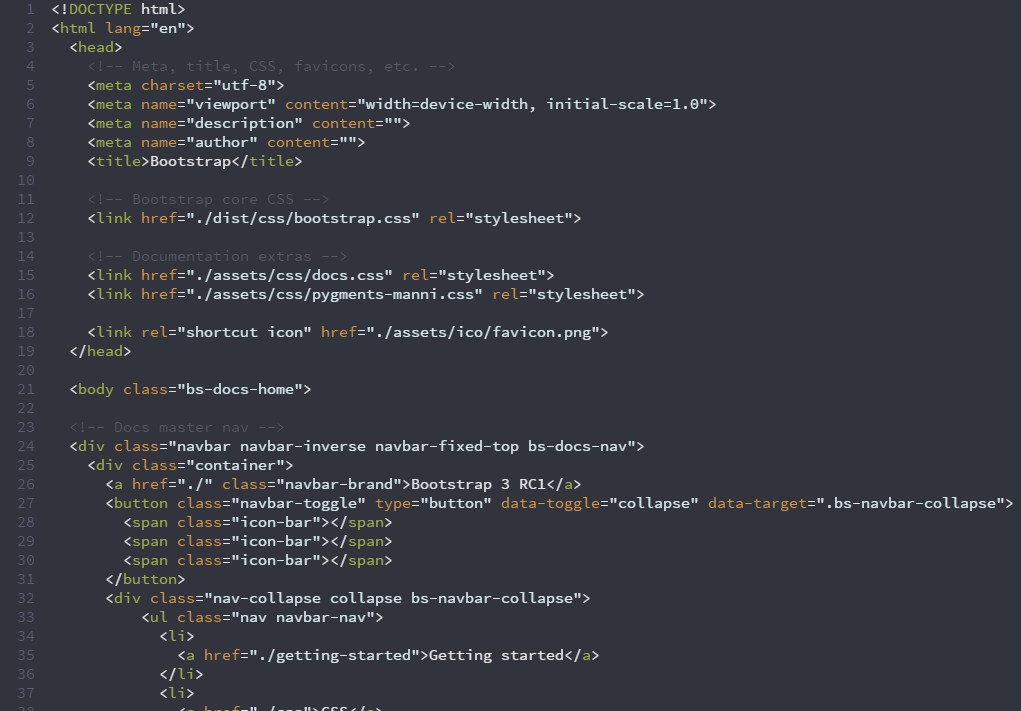 1 <!DOCTYPE html>
2 <html lang="en">
3   <head>
4     <!-- Meta, title, CSS, favicons, etc. -->
5     <meta charset="utf-8">
6     <meta name="viewport" content="width=device-width, initial-scale=1.0">
7     <meta name="description" content="">
8     <meta name="author" content="">
9     <title>Bootstrap</title>
10
11     <!-- Bootstrap core CSS -->
12     <link href="./dist/css/bootstrap.css" rel="stylesheet">
13
14     <!-- Documentation extras -->
15     <link href="./assets/css/docs.css" rel="stylesheet">
16     <link href="./assets/css/pygments-manni.css" rel="stylesheet">
17
18     <link rel="shortcut icon" href="./assets/ico/favicon.png">
19   </head>
20
21   <body class="bs-docs-home">
22
23   <!-- Docs master nav -->
24   <div class="navbar navbar-inverse navbar-fixed-top bs-docs-nav">
25     <div class="container">
26       <a href="./" class="navbar-brand">Bootstrap 3 RC1</a>
27       <button class="navbar-toggle" type="button" data-toggle="collapse" data-target=".bs-navbar-collapse">
28         <span class="icon-bar"></span>
29         <span class="icon-bar"></span>
30         <span class="icon-bar"></span>
31       </button>
32       <div class="nav-collapse collapse bs-navbar-collapse">
33           <ul class="nav navbar-nav">
34             <li>
35               <a href="./getting-started">Getting started</a>
36             </li>
37             <li>
38               <a href="./css">CSS</a>